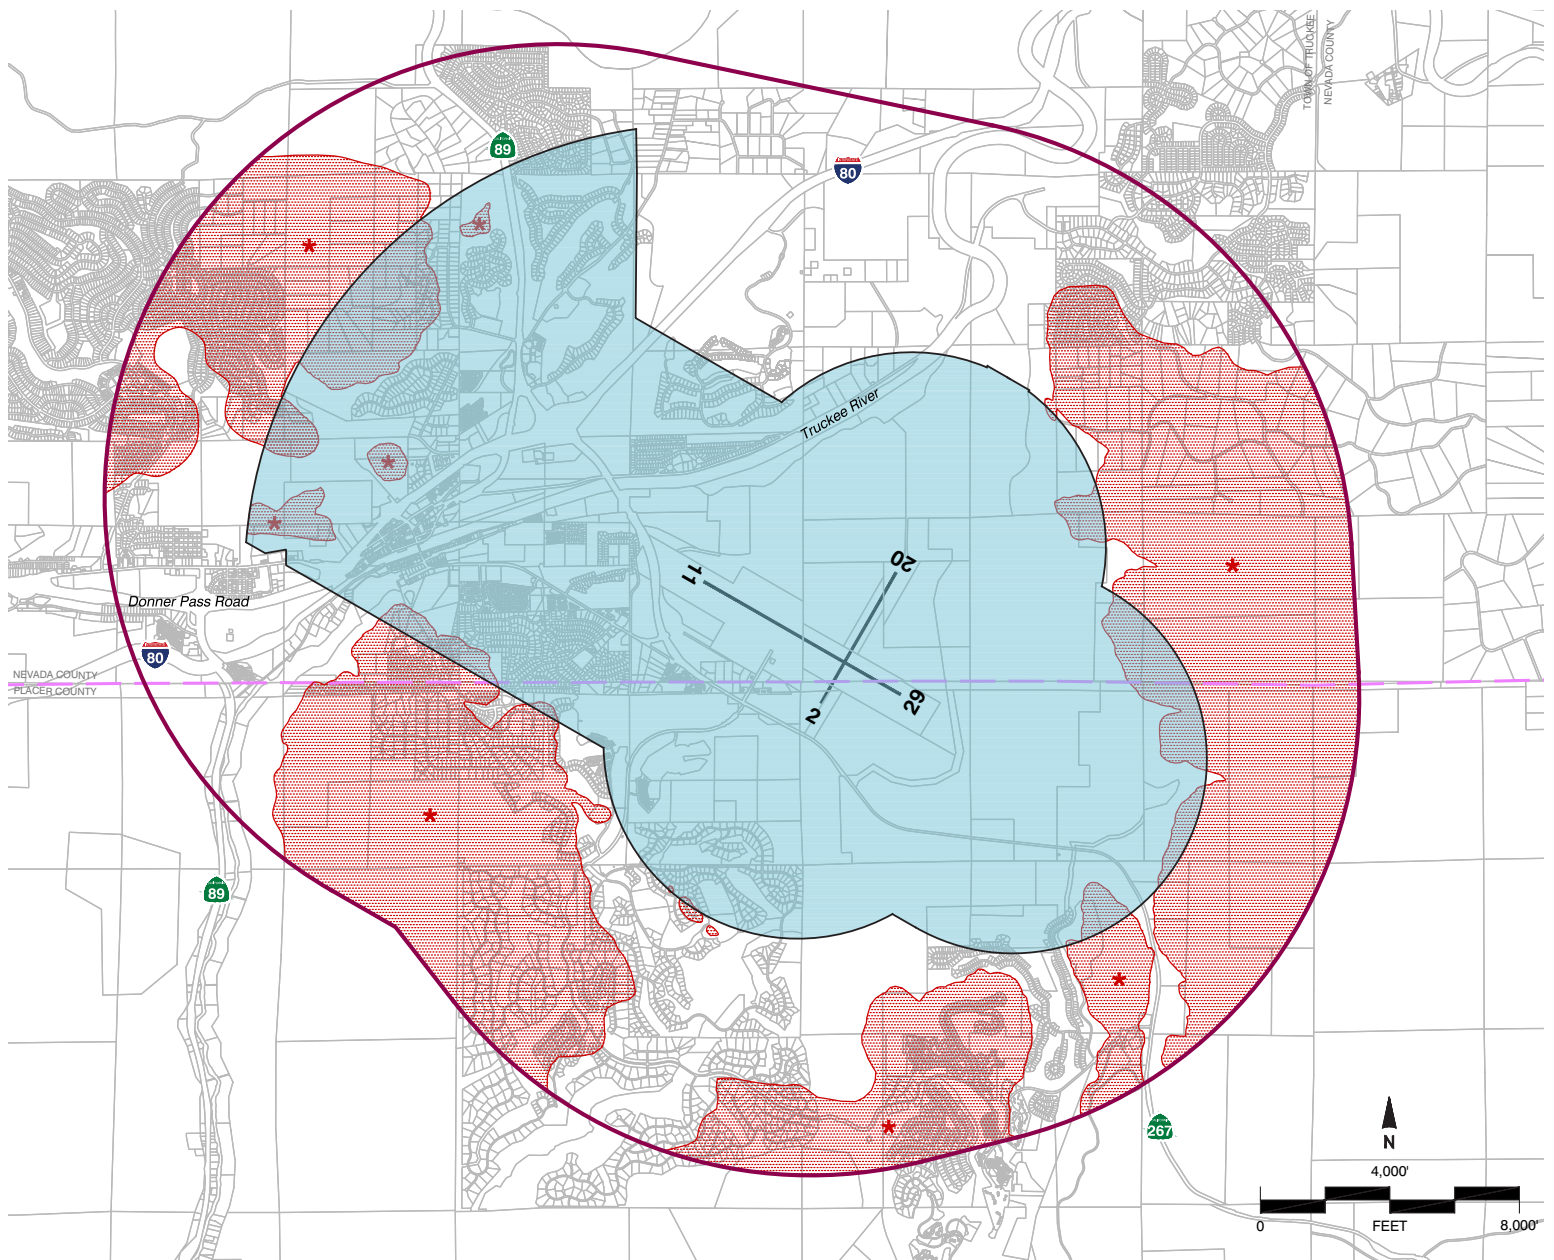 TOWN OF TRUCKEE
NEVADA COUNTY
89
80
*
*
Truckee River
*
*
20
11
*
Donner Pass Road
80
NEVADA COUNTY
PLACER COUNTY
29
2
*
89
*
*
267
N
4,000'
0
FEET
8,000'